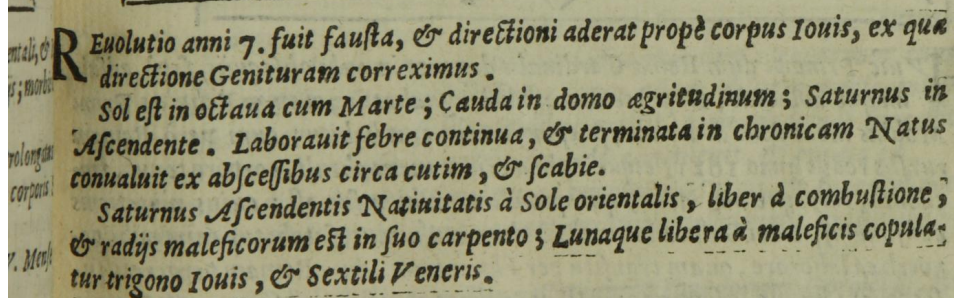 REuolutio anni 7. fuit fausta, & directioni aderat propè corpus Iouis, ex qua
directione Genituram correximus.
Sol est in octaua cum Marte; Cauda in domo ægritudinum; Saturnus in
Ascendente. Laborauit febre continua, & terminata in chronicam Natus
conualuit ex abscessibus circa cutim, & scabie.
Saturnus Ascendentis Natiuitatis à Sole orientalis, liber à combustione,
& radijs maleficorum est in suo carpento; Lunaque libera à maleficis copula-
tur trigono Iouis, & Sextili Veneris.